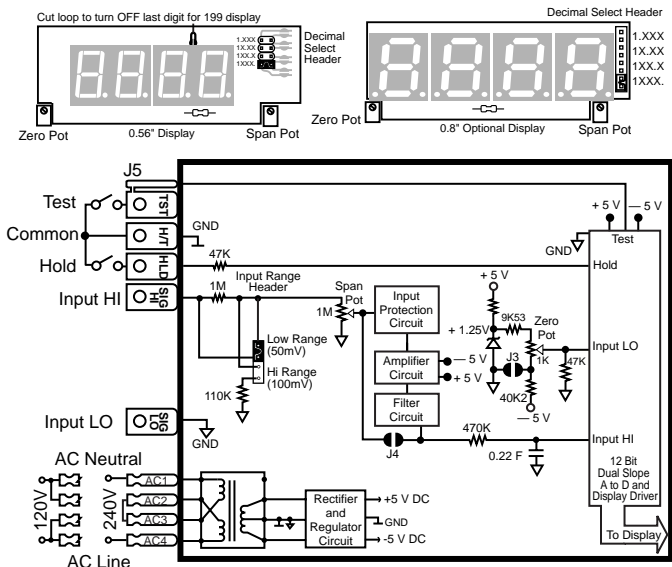 Cut loop to turn OFF last digit for 199 display
Decimal
Select
Header
1.XXX
1X.XX
1XX.X
1XXX.
Zero Pot
0.56" Display
Span Pot
Decimal Select Header
1.XXX
1X.XX
1XX.X
1XXX.
Zero Pot
0.8" Optional Display
Span Pot
J5
Test
TST
Common
H/T
GND
Hold
HLD
47K
Input HI
SIG
HI
1M
Input Range
Header
Span
Pot
1M
Low Range
(50mV)
Hi Range
(100mV)
110K
Input
Protection
Circuit
Amplifier
Circuit
— 5 V
+ 5 V
Filter
Circuit
J4
470K
0.22 F
+ 5 V
9K53
+ 1.25V
Zero
Pot
J3
1K
47K
40K2
— 5 V
+ 5 V
— 5 V
GND
Test
Hold
Input LO
Input HI
12 Bit
Dual Slope
A to D and
Display Driver
To Display
Input LO
SIG
LO
GND
AC Neutral
120V
240V
AC1
AC2
AC3
AC4
AC Line
Rectifier
and
Regulator
Circuit
+5 V DC
GND
-5 V DC